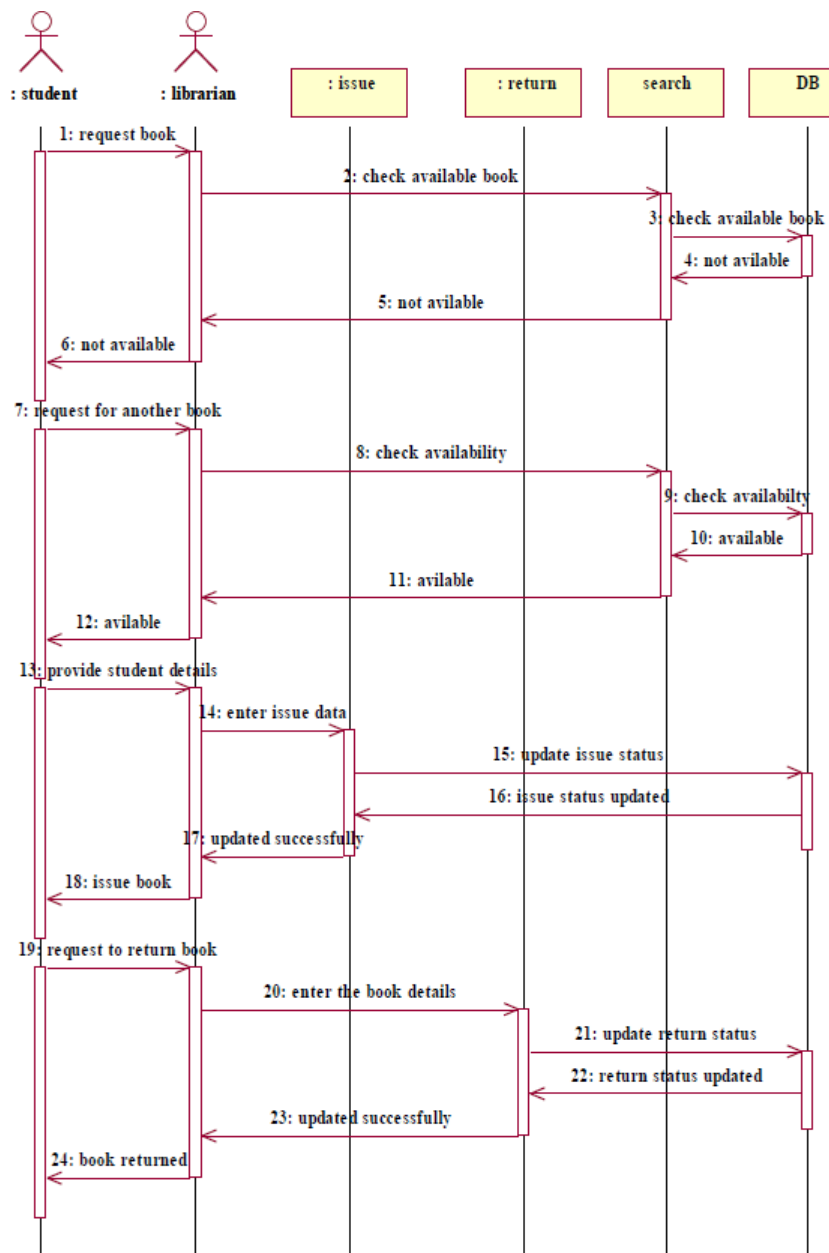 : student
: librarian
: issue
: return
search
DB
1: request book
2: check available book
3: check available book
4: not avilable
5: not avilable
6: not available
7: request for another book
8: check availability
9: check availabilty
10: available
11: avilable
12: avilable
13: provide student details
14: enter issue data
15: update issue status
16: issue status updated
17: updated successfully
18: issue book
19: request to return book
20: enter the book details
21: update return status
22: return status updated
23: updated successfully
24: book returned